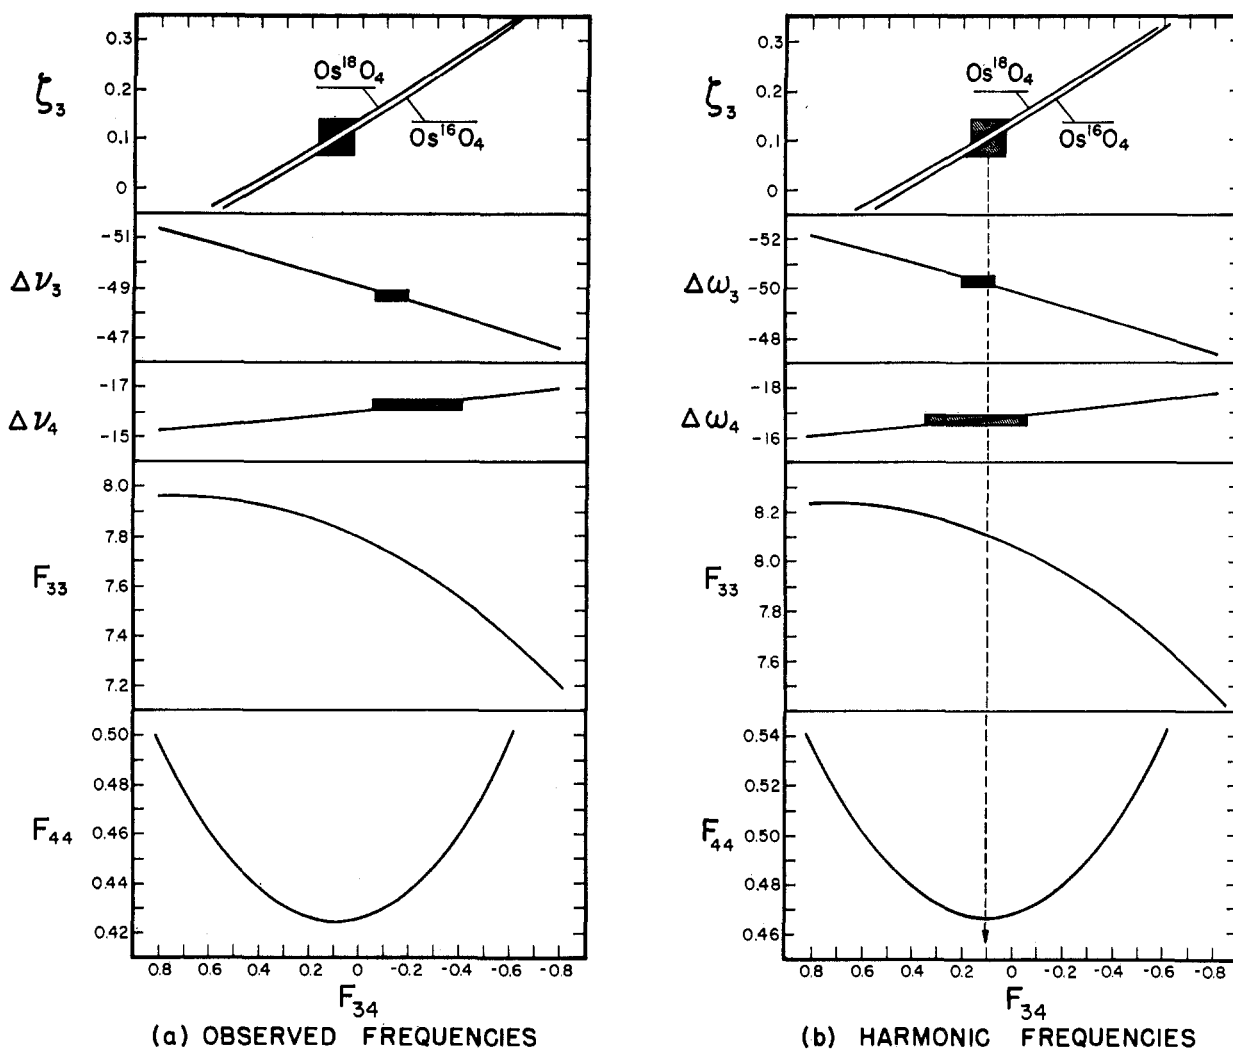 ζ3
0.3
0.2
0.1
0
Os¹⁸O₄
Os¹⁶O₄
Δν3
-51
-49
-47
Δν4
-17
-15
F33
8.0
7.8
7.6
7.4
7.2
F44
0.50
0.48
0.46
0.44
0.42
0.8 0.6 0.4 0.2 0 -0.2 -0.4 -0.6 -0.8
F34
(a) OBSERVED FREQUENCIES
ζ3
0.3
0.2
0.1
0
Os¹⁸O₄
Os¹⁶O₄
Δω3
-52
-50
-48
Δω4
-18
-16
F33
8.2
8.0
7.8
7.6
F44
0.54
0.52
0.50
0.48
0.46
0.8 0.6 0.4 0.2 0 -0.2 -0.4 -0.6 -0.8
F34
(b) HARMONIC FREQUENCIES